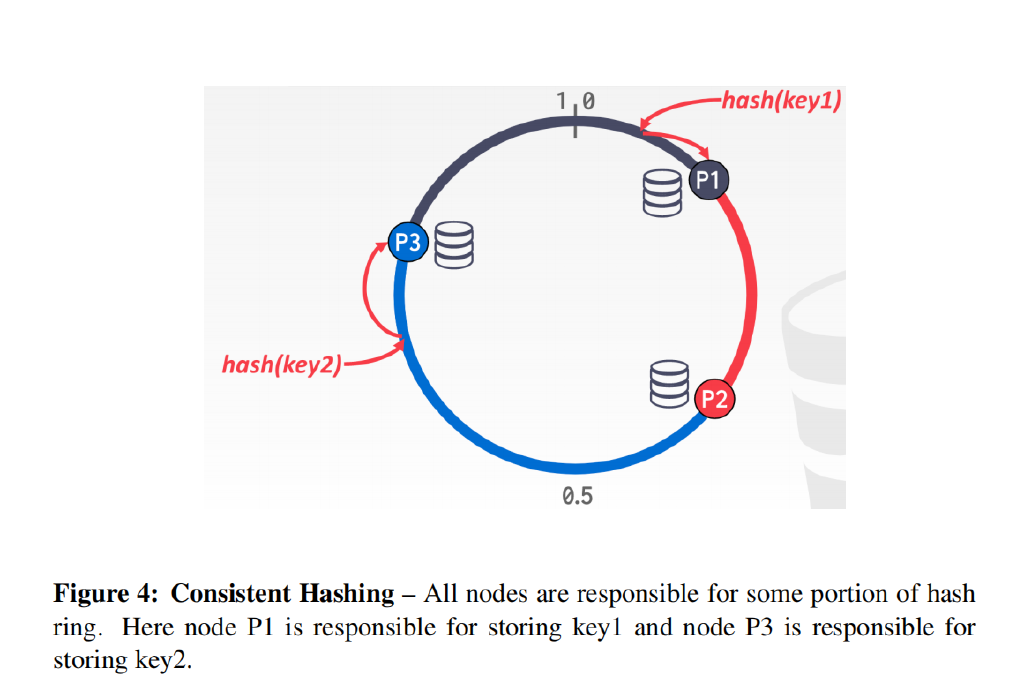 1 0
hash(key1)
P1
P3
hash(key2)
P2
0.5
Figure 4: Consistent Hashing – All nodes are responsible for some portion of hash
ring. Here node P1 is responsible for storing key1 and node P3 is responsible for
storing key2.